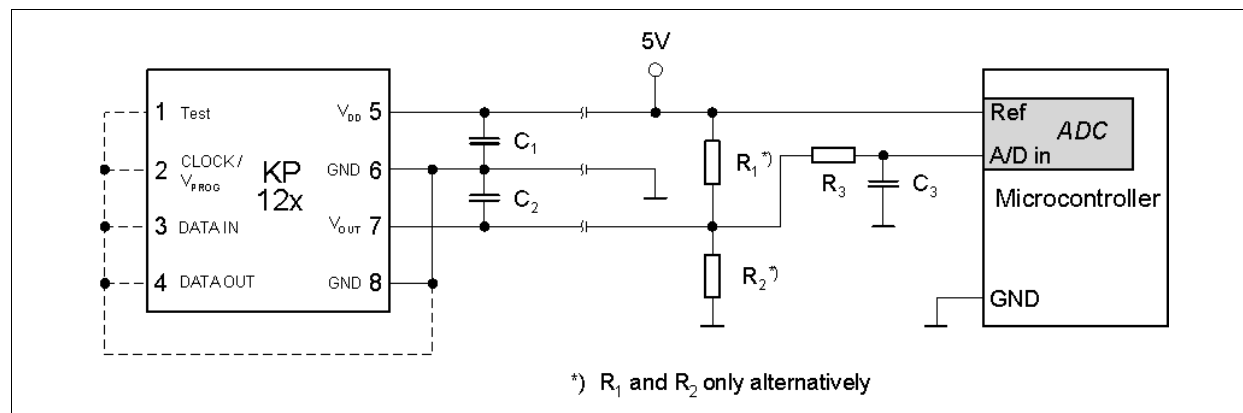 5V
1 Test
V_DD 5
2 CLOCK / V_PROG
GND 6
3 DATA IN
V_OUT 7
4 DATA OUT
GND 8
KP
12x
C_1
C_2
R_1*)
R_2*)
R_3
C_3
Ref
ADC
A/D in
Microcontroller
GND
*) R_1 and R_2 only alternatively